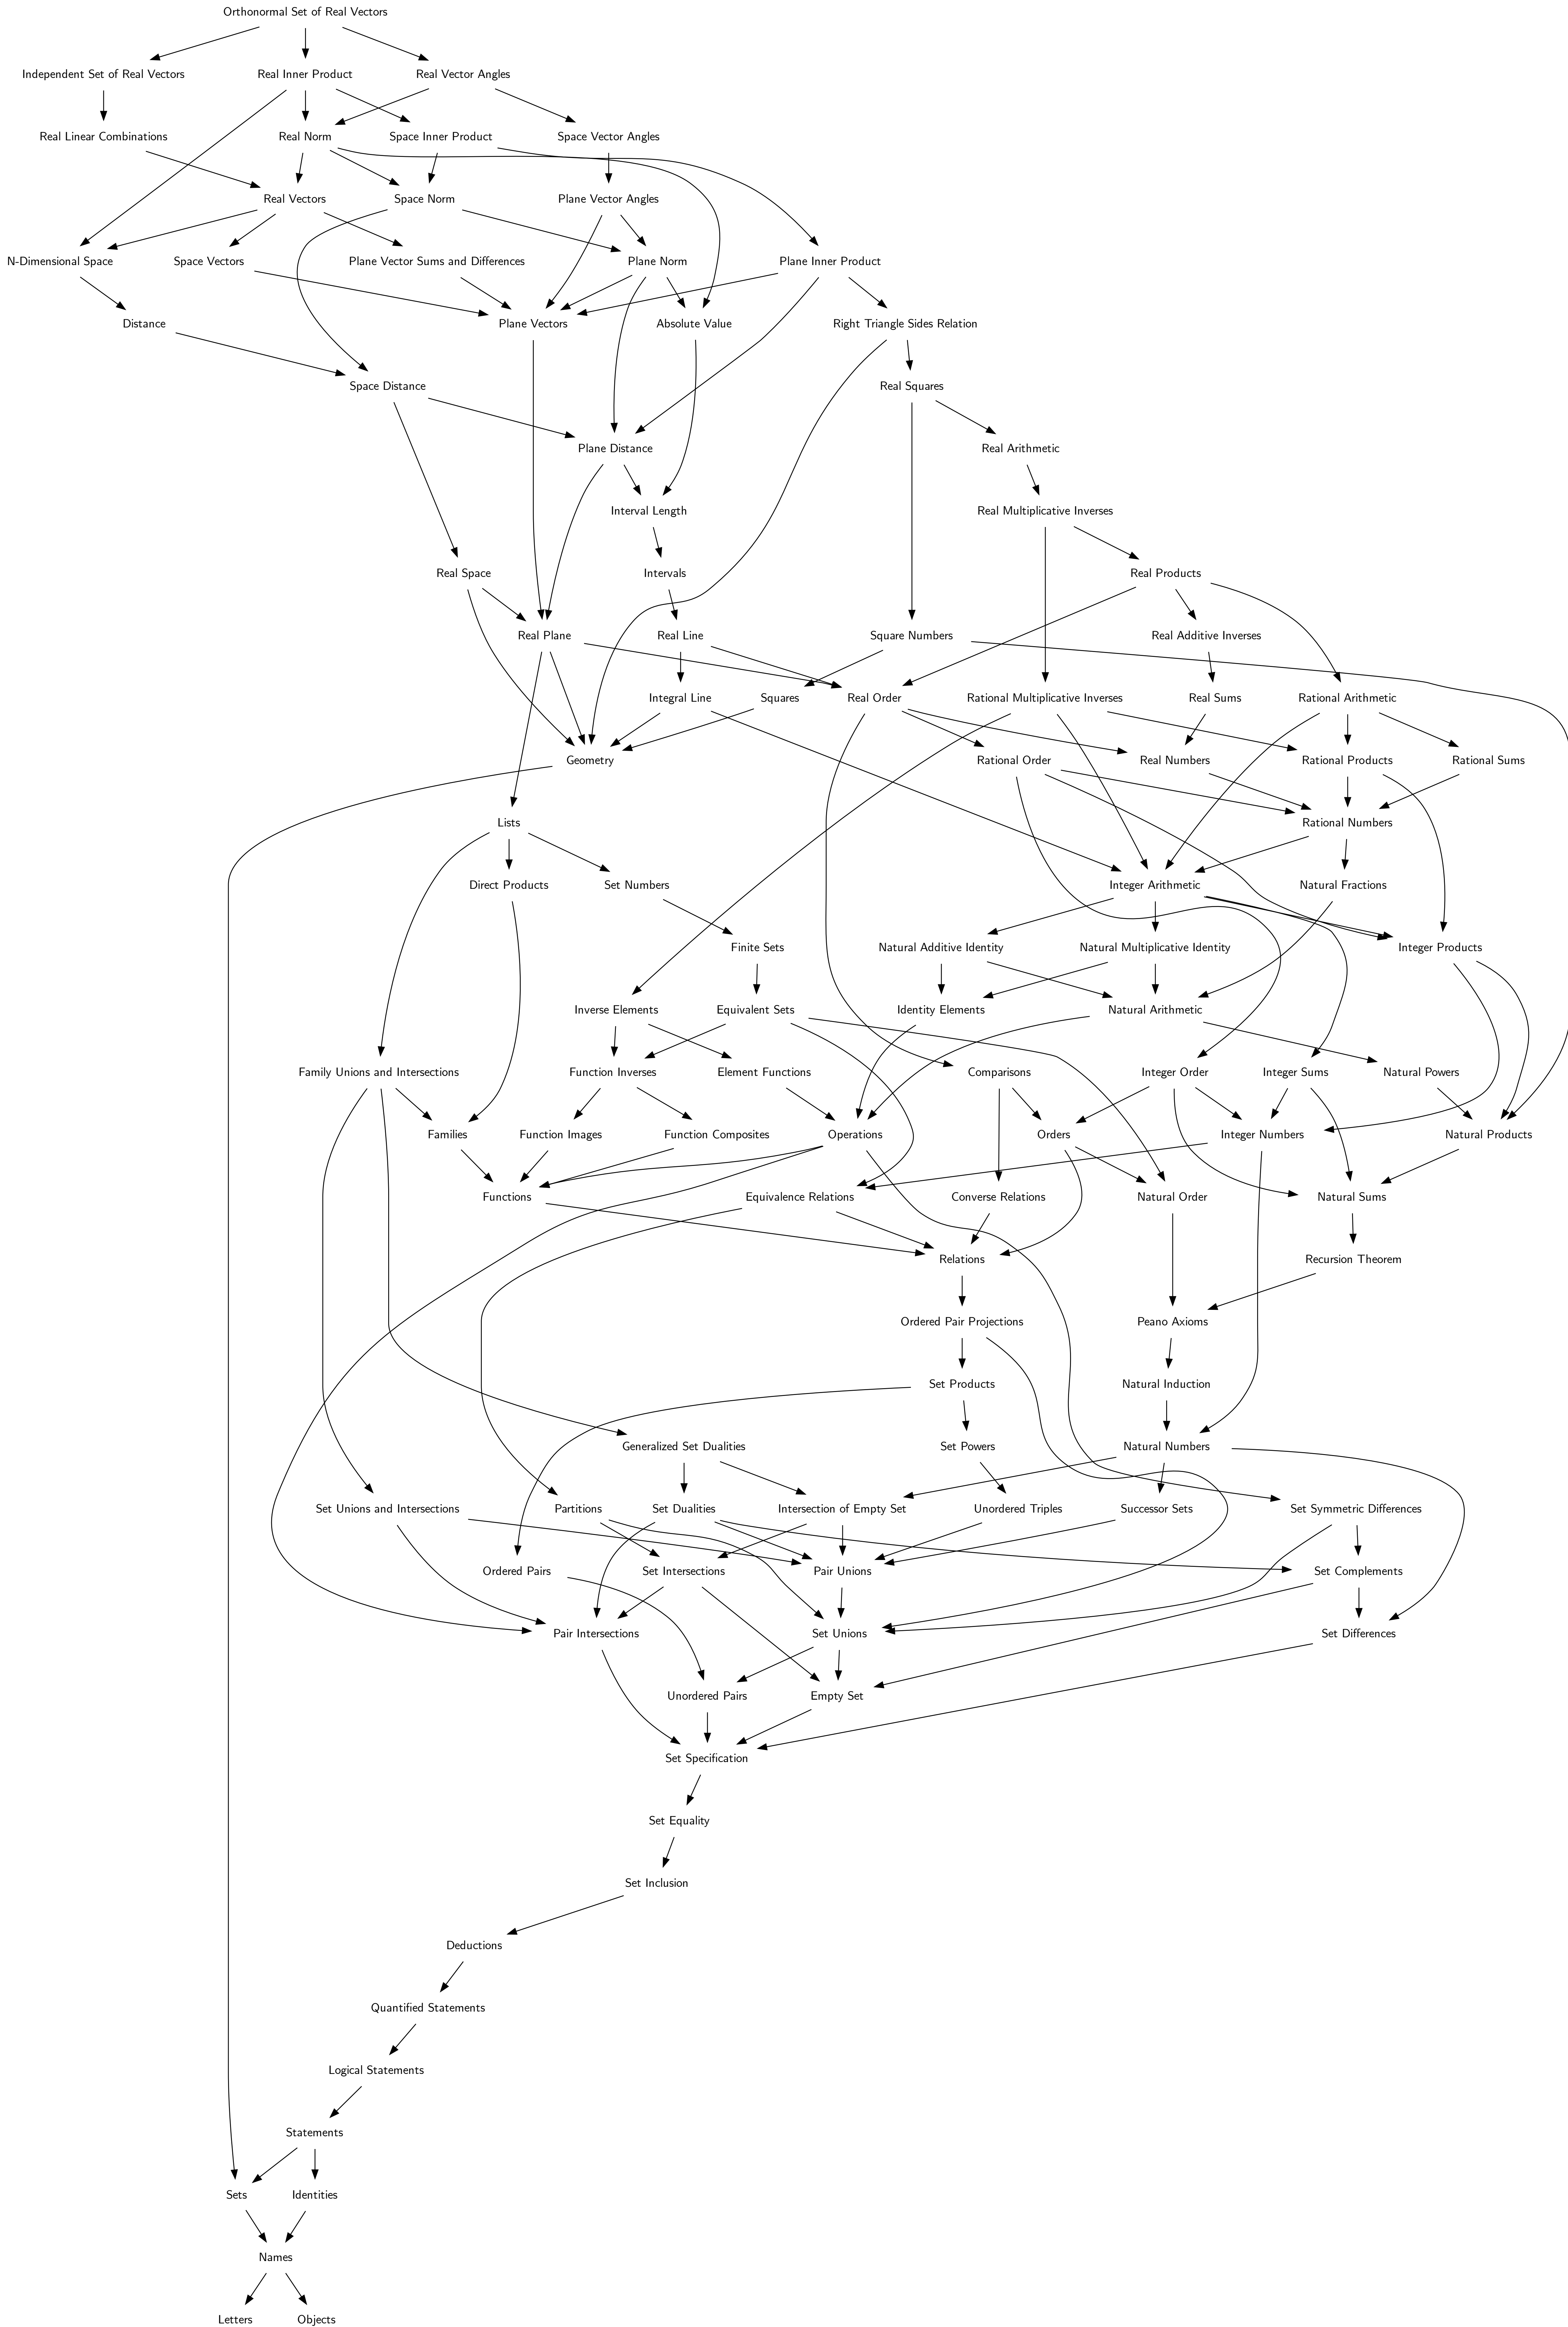 Orthonormal Set of Real Vectors
Independent Set of Real Vectors
Real Inner Product
Real Vector Angles
Real Linear Combinations
Real Norm
Space Inner Product
Space Vector Angles
Real Vectors
Space Norm
Plane Vector Angles
N-Dimensional Space
Space Vectors
Plane Vector Sums and Differences
Plane Norm
Plane Inner Product
Distance
Plane Vectors
Absolute Value
Right Triangle Sides Relation
Space Distance
Real Squares
Plane Distance
Real Arithmetic
Interval Length
Real Multiplicative Inverses
Real Space
Intervals
Real Products
Real Plane
Real Line
Square Numbers
Real Additive Inverses
Integral Line
Squares
Real Order
Rational Multiplicative Inverses
Real Sums
Rational Arithmetic
Geometry
Rational Order
Real Numbers
Rational Products
Rational Sums
Lists
Rational Numbers
Direct Products
Set Numbers
Integer Arithmetic
Natural Fractions
Finite Sets
Natural Additive Identity
Natural Multiplicative Identity
Integer Products
Inverse Elements
Equivalent Sets
Identity Elements
Natural Arithmetic
Family Unions and Intersections
Function Inverses
Element Functions
Comparisons
Integer Order
Integer Sums
Natural Powers
Families
Function Images
Function Composites
Operations
Orders
Integer Numbers
Natural Products
Functions
Equivalence Relations
Converse Relations
Natural Order
Natural Sums
Relations
Recursion Theorem
Ordered Pair Projections
Peano Axioms
Set Products
Natural Induction
Generalized Set Dualities
Set Powers
Natural Numbers
Set Unions and Intersections
Partitions
Set Dualities
Intersection of Empty Set
Unordered Triples
Successor Sets
Set Symmetric Differences
Ordered Pairs
Set Intersections
Pair Unions
Set Complements
Pair Intersections
Set Unions
Set Differences
Unordered Pairs
Empty Set
Set Specification
Set Equality
Set Inclusion
Deductions
Quantified Statements
Logical Statements
Statements
Sets
Identities
Names
Letters
Objects